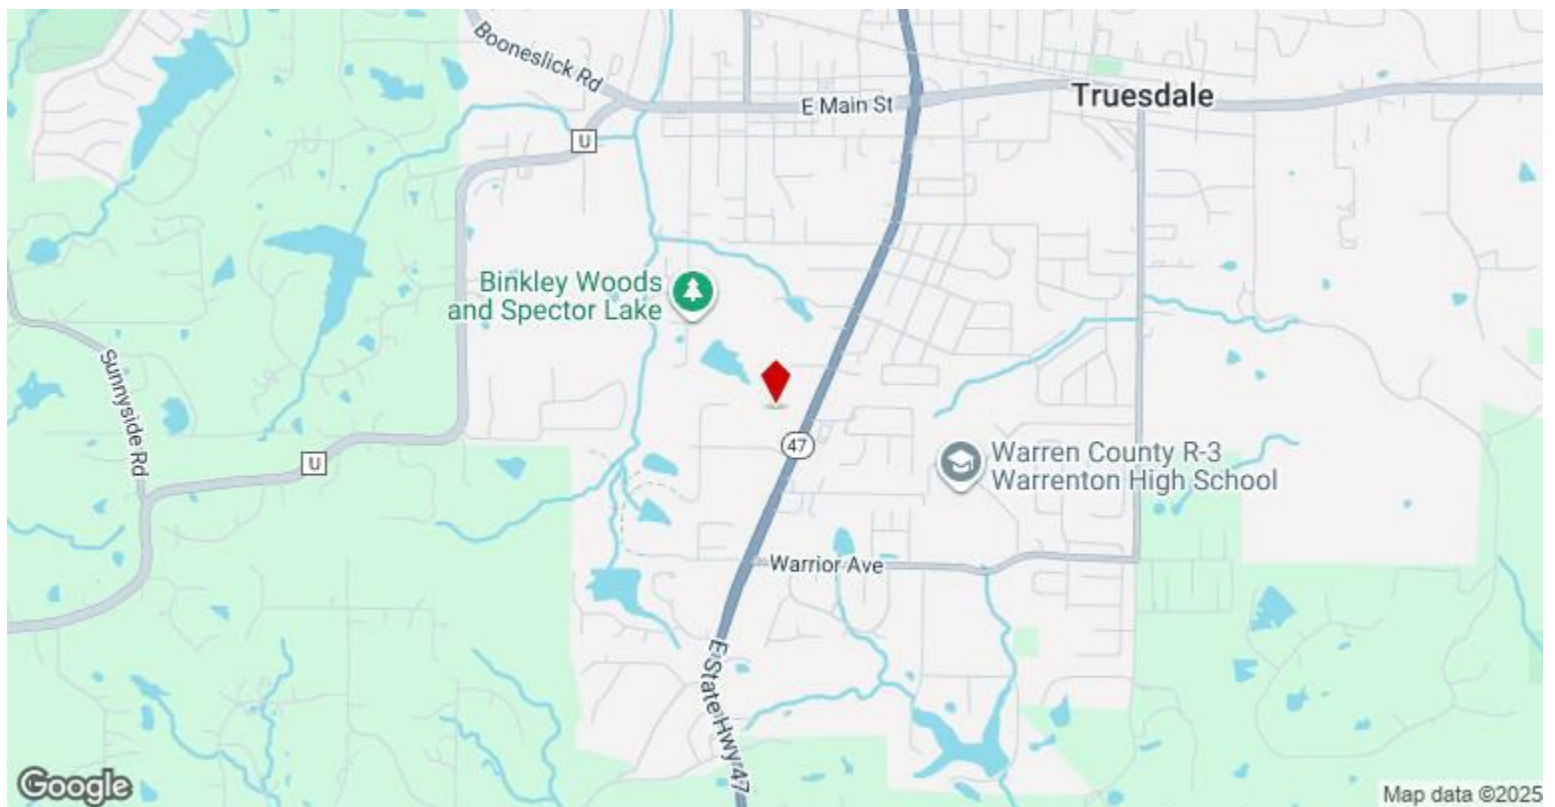 Booneslick Rd
E Main St
Truesdale
U
Binkley Woods
and Spector Lake
Sunnyside Rd
47
U
Warren County R-3
Warrenton High School
Warrior Ave
E State Hwy 47
Google
Map data ©2025